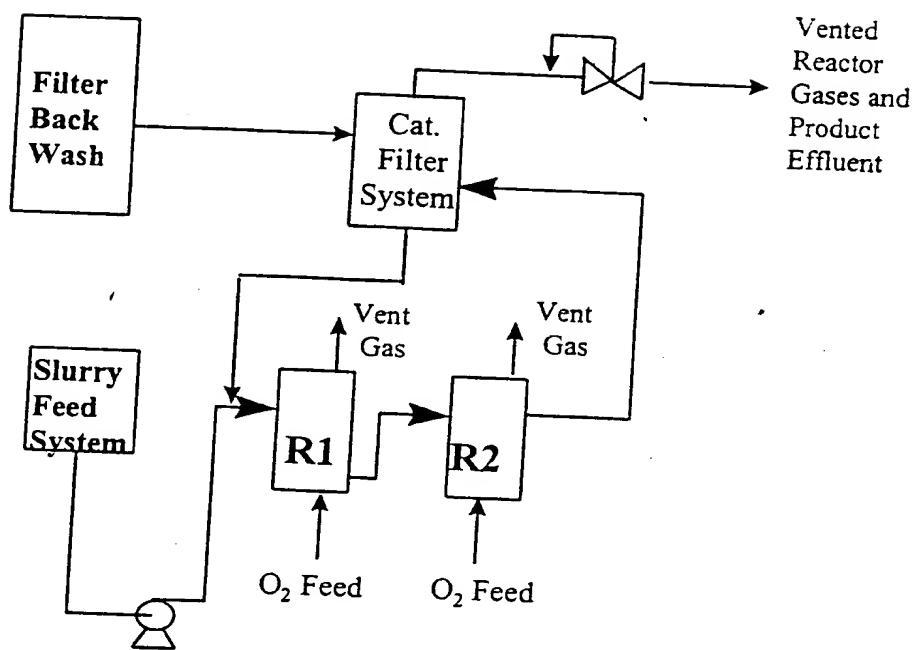 Filter
Back
Wash
Cat.
Filter
System
Vented
Reactor
Gases and
Product
Effluent
Slurry
Feed
System
Vent
Gas
Vent
Gas
R1
R2
O₂ Feed
O₂ Feed